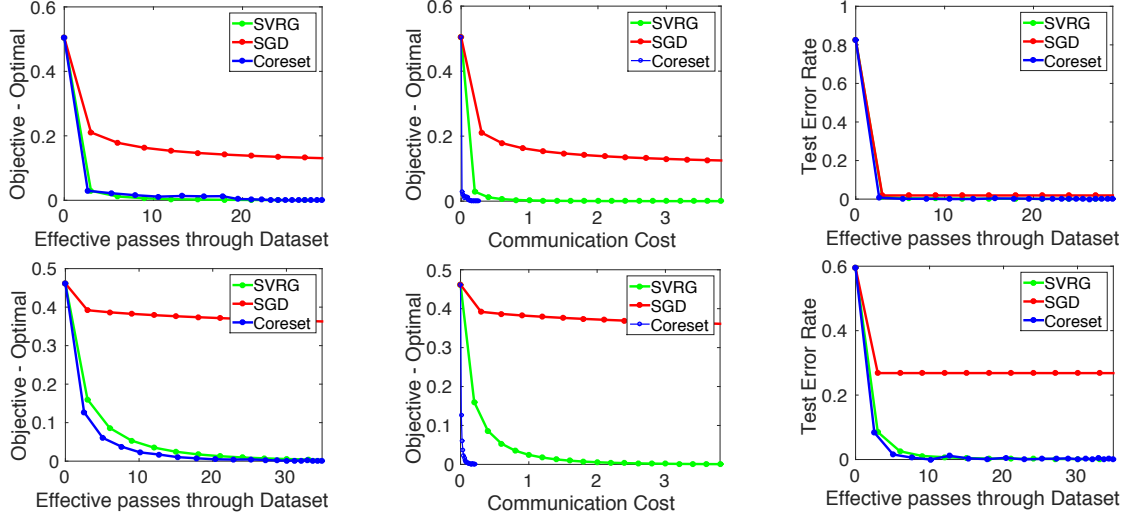 Objective - Optimal
0.6
0.4
0.2
0
0 10 20
Effective passes through Dataset
SVRG
SGD
Coreset
Objective - Optimal
0.6
0.4
0.2
0
0 1 2 3
Communication Cost
SVRG
SGD
Coreset
Test Error Rate
1
0.8
0.6
0.4
0.2
0
0 10 20
Effective passes through Dataset
SVRG
SGD
Coreset
Objective - Optimal
0.5
0.4
0.3
0.2
0.1
0
0 10 20 30
Effective passes through Dataset
SVRG
SGD
Coreset
Objective - Optimal
0.5
0.4
0.3
0.2
0.1
0
0 1 2 3
Communication Cost
SVRG
SGD
Coreset
Test Error Rate
0.6
0.4
0.2
0
0 10 20 30
Effective passes through Dataset
SVRG
SGD
Coreset